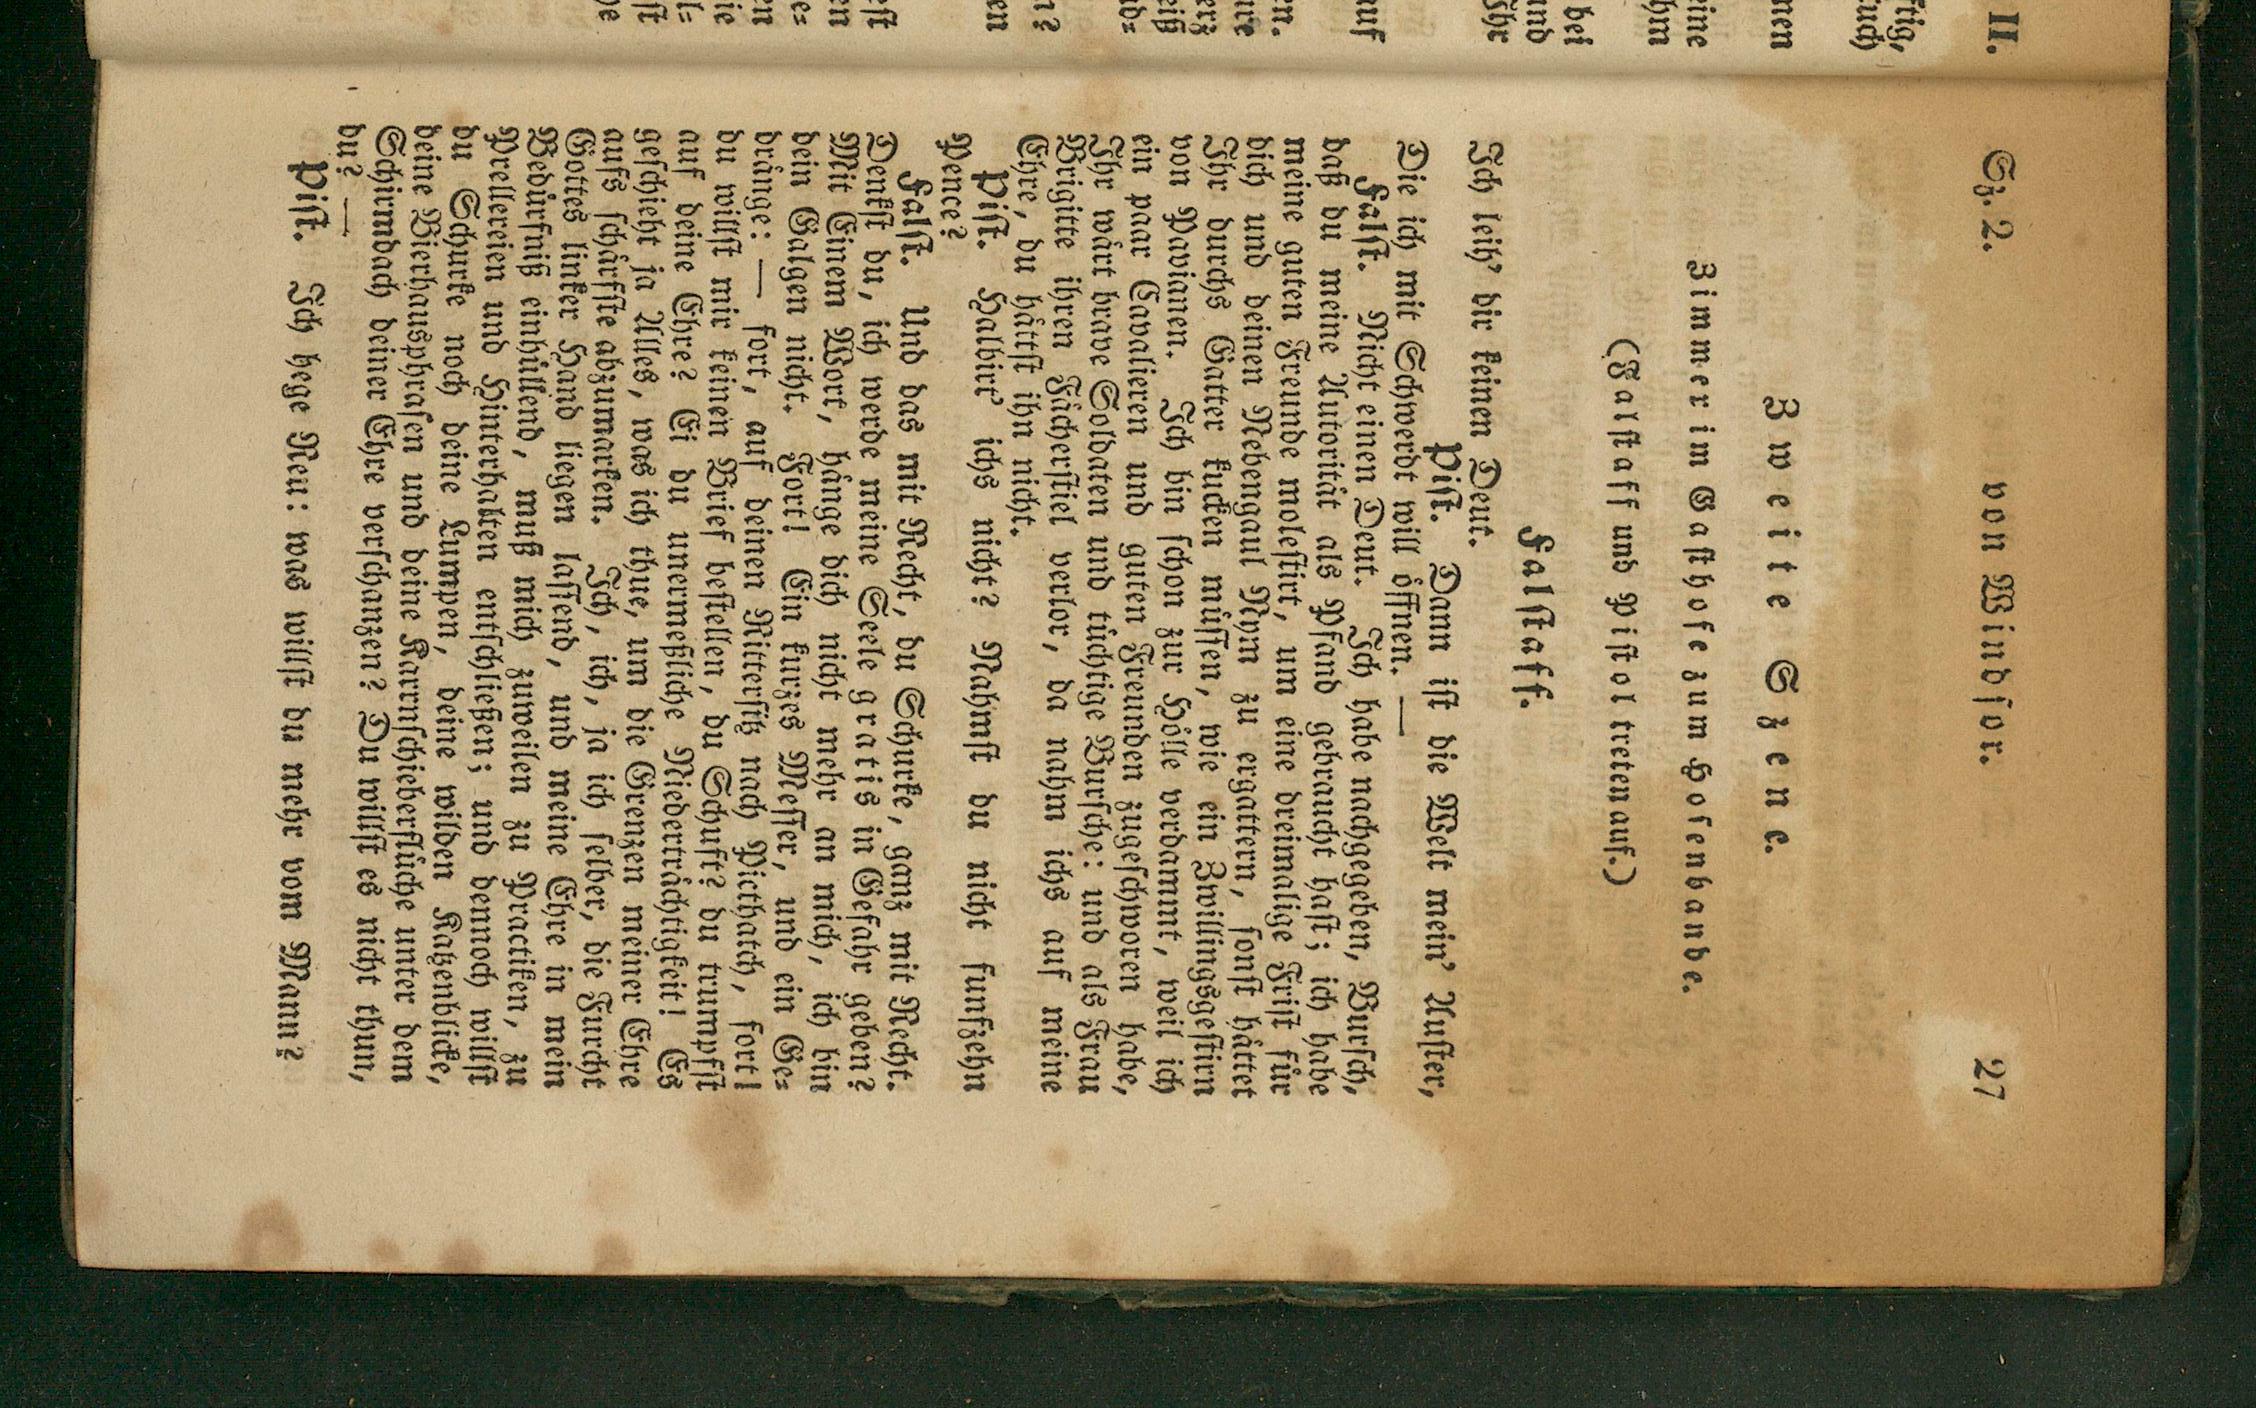 Sz. 2. von Windsor. 27
Zweite Szene.
Zimmer im Gasthofe zum Hosenbande.
(Falstaff und Pistol treten auf.)
Falstaff.
Ich leih' dir keinen Deut.
Pist. Dann ist die Welt mein' Auster,
Die ich mit Schwerdt will öffnen. —
Falst. Nicht einen Deut. Ich habe nachgegeben, Bursch,
daß du meine Autorität als Pfand gebraucht hast; ich habe
meine guten Freunde molestirt, um eine dreimalige Frist für
dich und deinen Nebengaul Nym zu ergattern, sonst hättet
Ihr durchs Gatter kucken müssen, wie ein Zwillingsgestirn
von Pavianen. Ich bin schon zur Hölle verdammt, weil ich
ein paar Cavalieren und guten Freunden zugeschworen habe,
Ihr wärt brave Soldaten und tüchtige Bursche: und als Frau
Brigitte ihren Fächerstiel verlor, da nahm ichs auf meine
Ehre, du hättst ihn nicht.
Pist. Halbirt' ichs nicht? Nahmst du nicht funfzehn
Pence?
Falst. Und das mit Recht, du Schurke, ganz mit Recht.
Denkst du, ich werde meine Seele gratis in Gefahr geben?
Mit Einem Wort, hänge dich nicht mehr an mich, ich bin
dein Galgen nicht. Fort! Ein kurzes Messer, und ein Ge-
dränge: — fort, auf deinen Rittersitz nach Pickhatch, fort!
du willst mir keinen Brief bestellen, du Schuft? du trumpfst
auf deine Ehre? Ei du unermeßliche Niederträchtigkeit! Es
geschieht ja Alles, was ich thue, um die Grenzen meiner Ehre
aufs schärfste abzumarken. Ich, ich, ja ich selber, die Furcht
Gottes linker Hand liegen lassend, und meine Ehre in mein
Bedürfniß einhüllend, muß mich zuweilen zu Practiken, zu
Prellereien und Hinterhalten entschließen; und dennoch willst
du Schurke noch deine Lumpen, deine wilden Katzenblicke,
deine Bierhausphrasen und deine Karrnschieberflüche unter dem
Schirmdach deiner Ehre verschanzen? Du willst es nicht thun,
du? —
Pist. Ich hege Reu: was willst du mehr vom Mann?